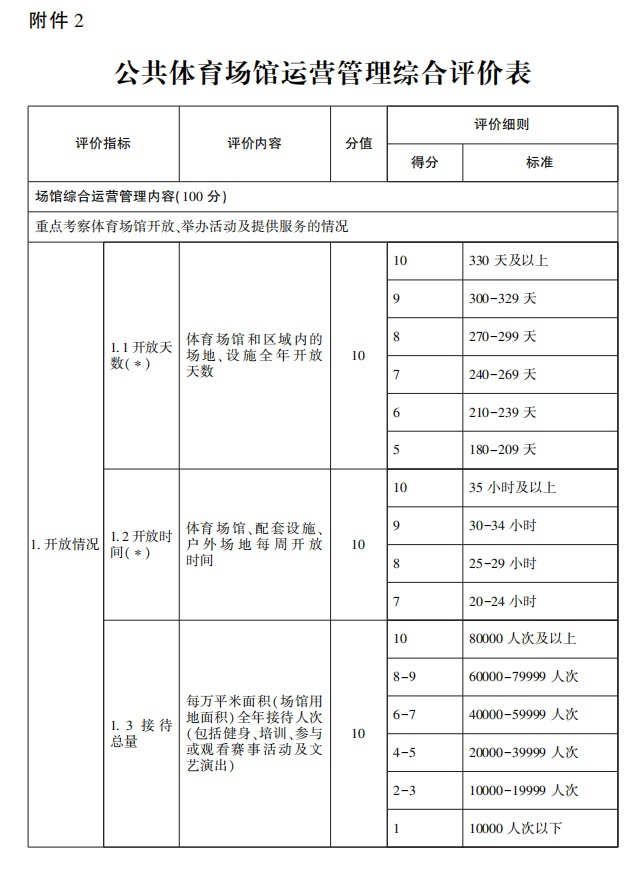 附件 2
公共体育场馆运营管理综合评价表
评价指标
评价内容
分值
评价细则
得分
标准
场馆综合运营管理内容(100 分)
重点考察体育场馆开放、举办活动及提供服务的情况
1. 开放情况
1. 1 开放天
数(*)
体育场馆和区域内的
场地、设施全年开放
天数
10
10
330 天及以上
9
300-329 天
8
270-299 天
7
240-269 天
6
210-239 天
5
180-209 天
1. 2 开放时
间(*)
体育场馆、配套设施、
户外场地每周开放
时间
10
10
35 小时及以上
9
30-34 小时
8
25-29 小时
7
20-24 小时
1. 3 接待
总量
每万平米面积(场馆用
地面积)全年接待人次
(包括健身、培训、参与
或观看赛事活动及文
艺演出)
10
10
80000 人次及以上
8-9
60000-79999 人次
6-7
40000-59999 人次
4-5
20000-39999 人次
2-3
10000-19999 人次
1
10000 人次以下